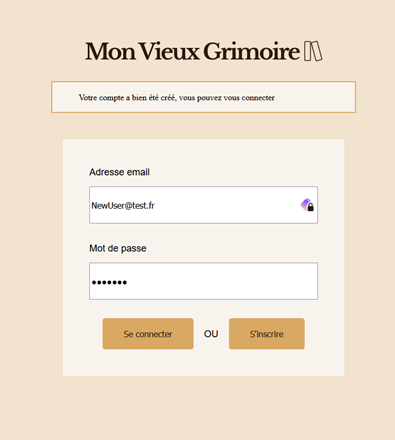 Mon Vieux Grimoire
Votre compte a bien été créé, vous pouvez vous connecter
Adresse email
NewUser@test.fr
Mot de passe
●●●●●●●
Se connecter OU S'inscrire